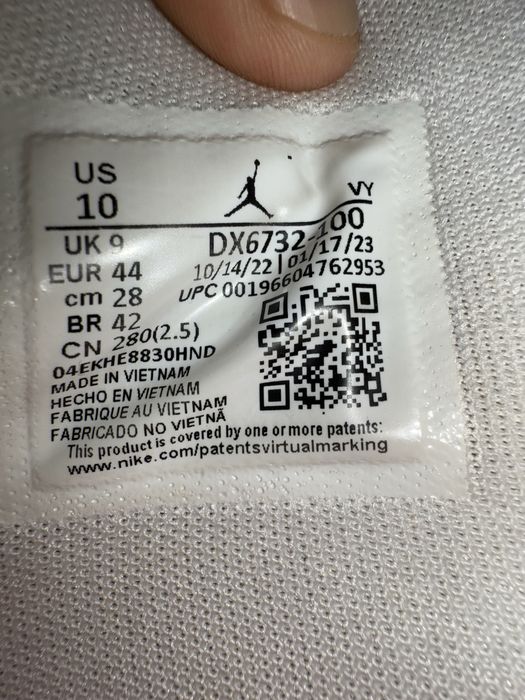 US
10
VY
UK 9
DX6732-100
EUR 44
10/14/22 | 01/17/23
cm 28
UPC 00196604762953
BR 42
CN 280(2.5)
04EKHE8830HND
MADE IN VIETNAM
HECHO EN VIETNAM
FABRIQUE AU VIETNAM
FABRICADO NO VIETNÃ
This product is covered by one or more patents:
www.nike.com/patentsvirtualmarking